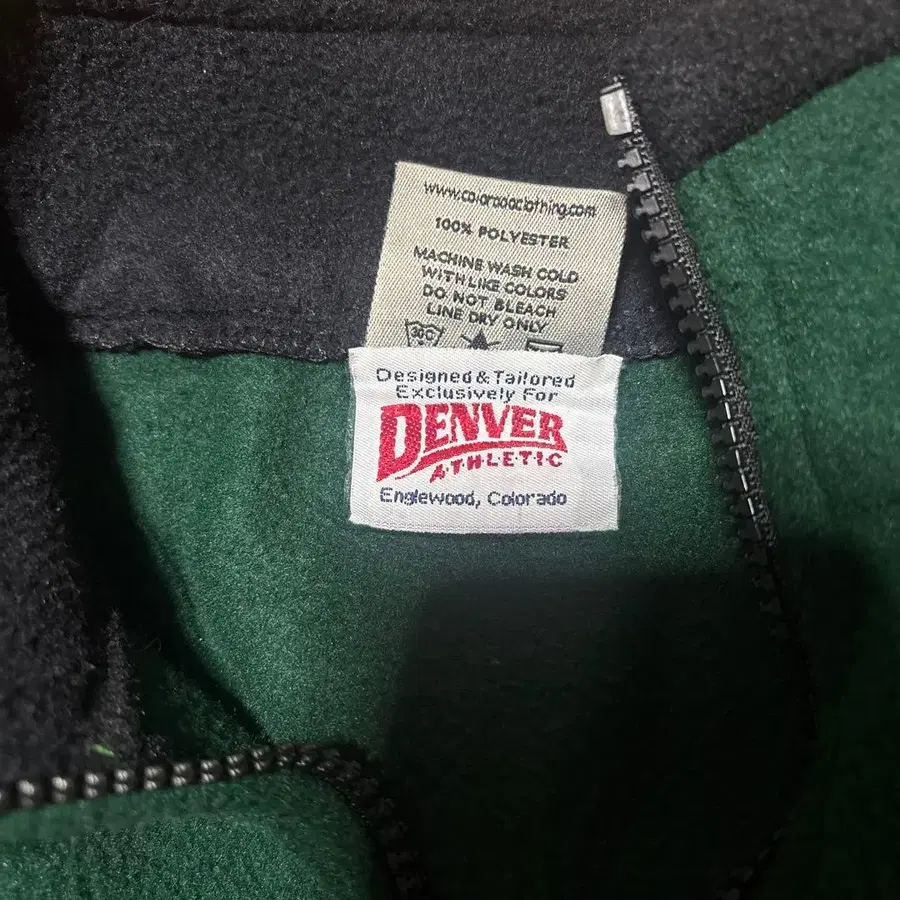 www.coloradoclothing.com
100% POLYESTER
MACHINE WASH COLD
WITH LIKE COLORS
DO NOT BLEACH
LINE DRY ONLY
30C
Designed & Tailored
Exclusively For
DENVER
ATHLETIC
Englewood, Colorado